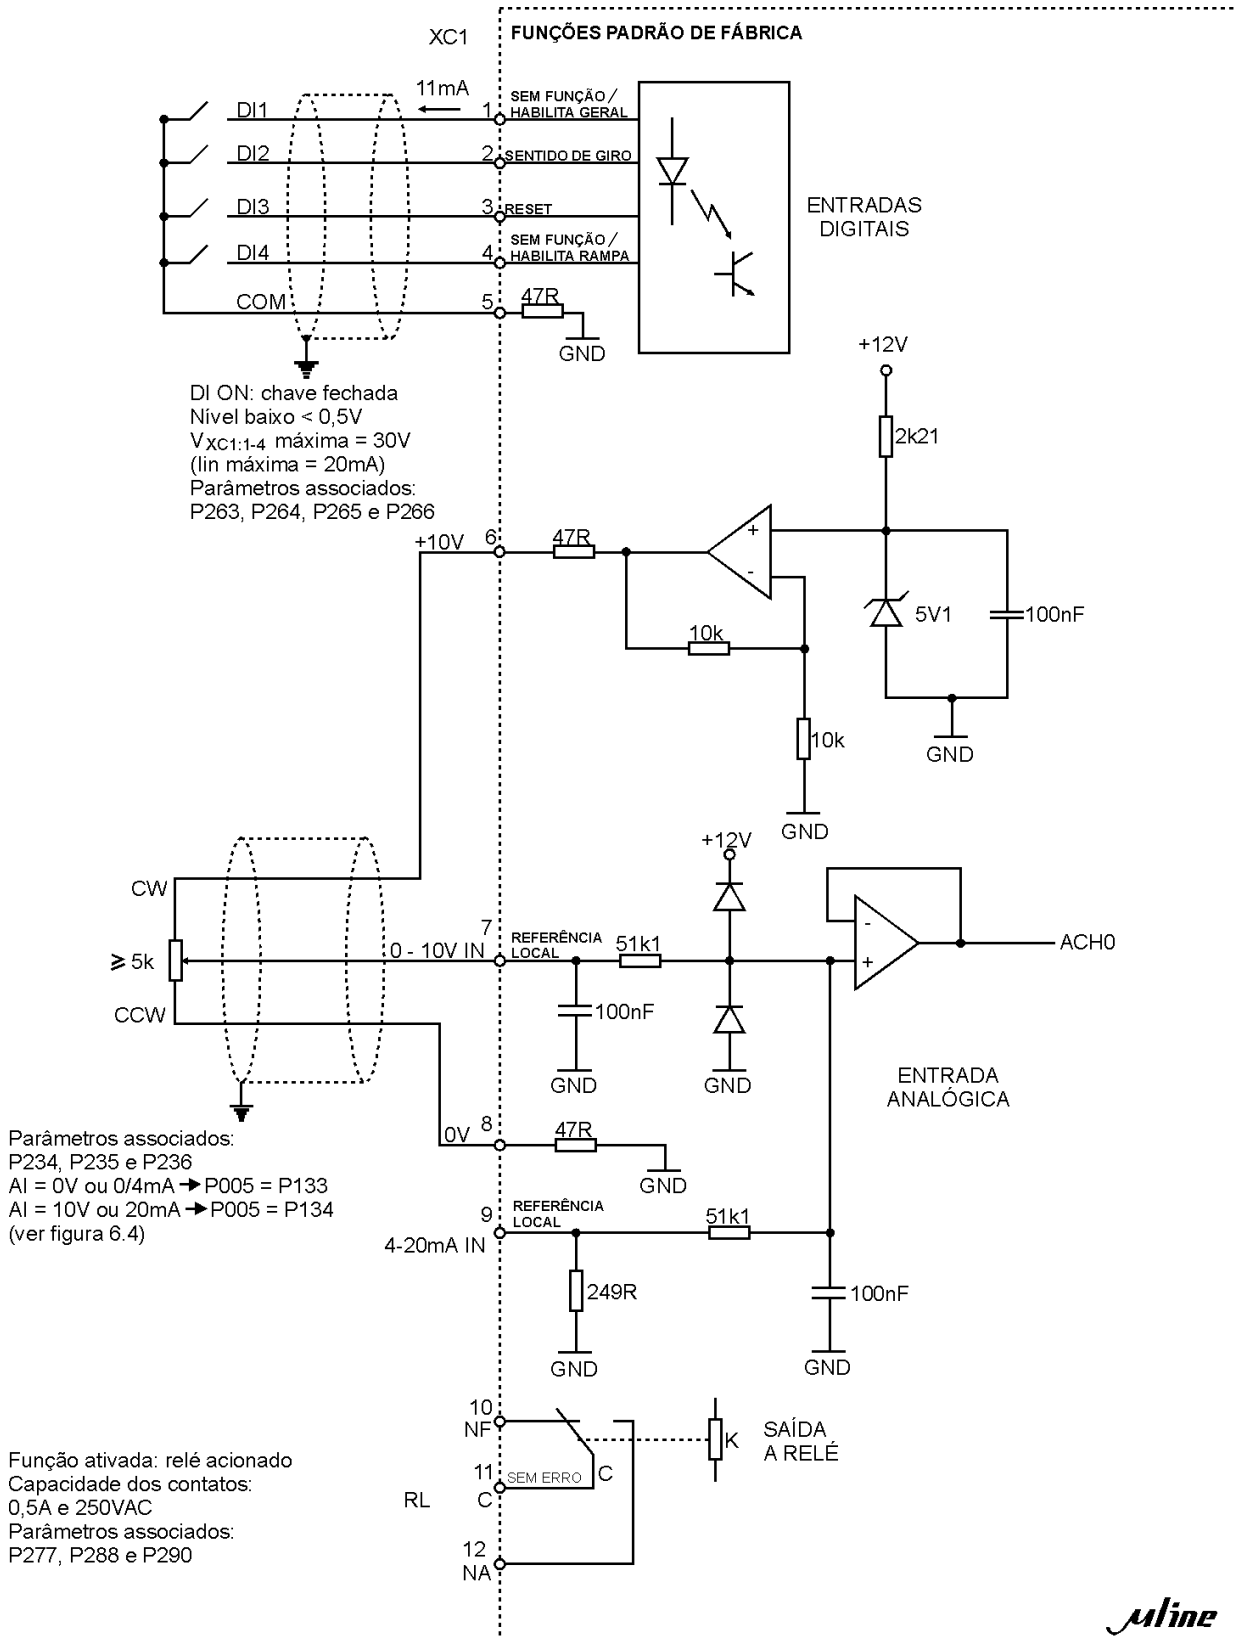 XC1
FUNÇÕES PADRÃO DE FÁBRICA
11mA
DI1
1
SEM FUNÇÃO /
HABILITA GERAL
DI2
2
SENTIDO DE GIRO
DI3
3
RESET
DI4
4
SEM FUNÇÃO /
HABILITA RAMPA
COM
5
47R
GND
ENTRADAS
DIGITAIS
DI ON: chave fechada
Nível baixo < 0,5V
VXC1:1-4 máxima = 30V
(Iin máxima = 20mA)
Parâmetros associados:
P263, P264, P265 e P266
+12V
2k21
+10V
6
47R
+
-
5V1
100nF
10k
10k
GND
GND
+12V
CW
⩾ 5k
CCW
0 - 10V IN
7
REFERÊNCIA
LOCAL
51k1
100nF
GND
GND
-
+
ACH0
ENTRADA
ANALÓGICA
0V
8
47R
GND
Parâmetros associados:
P234, P235 e P236
AI = 0V ou 0/4mA → P005 = P133
AI = 10V ou 20mA → P005 = P134
(ver figura 6.4)
9
4-20mA IN
REFERÊNCIA
LOCAL
51k1
249R
GND
100nF
GND
10
NF
11
C
SEM ERRO
C
RL
12
NA
K
SAÍDA
A RELÉ
Função ativada: relé acionado
Capacidade dos contatos:
0,5A e 250VAC
Parâmetros associados:
P277, P288 e P290
µline